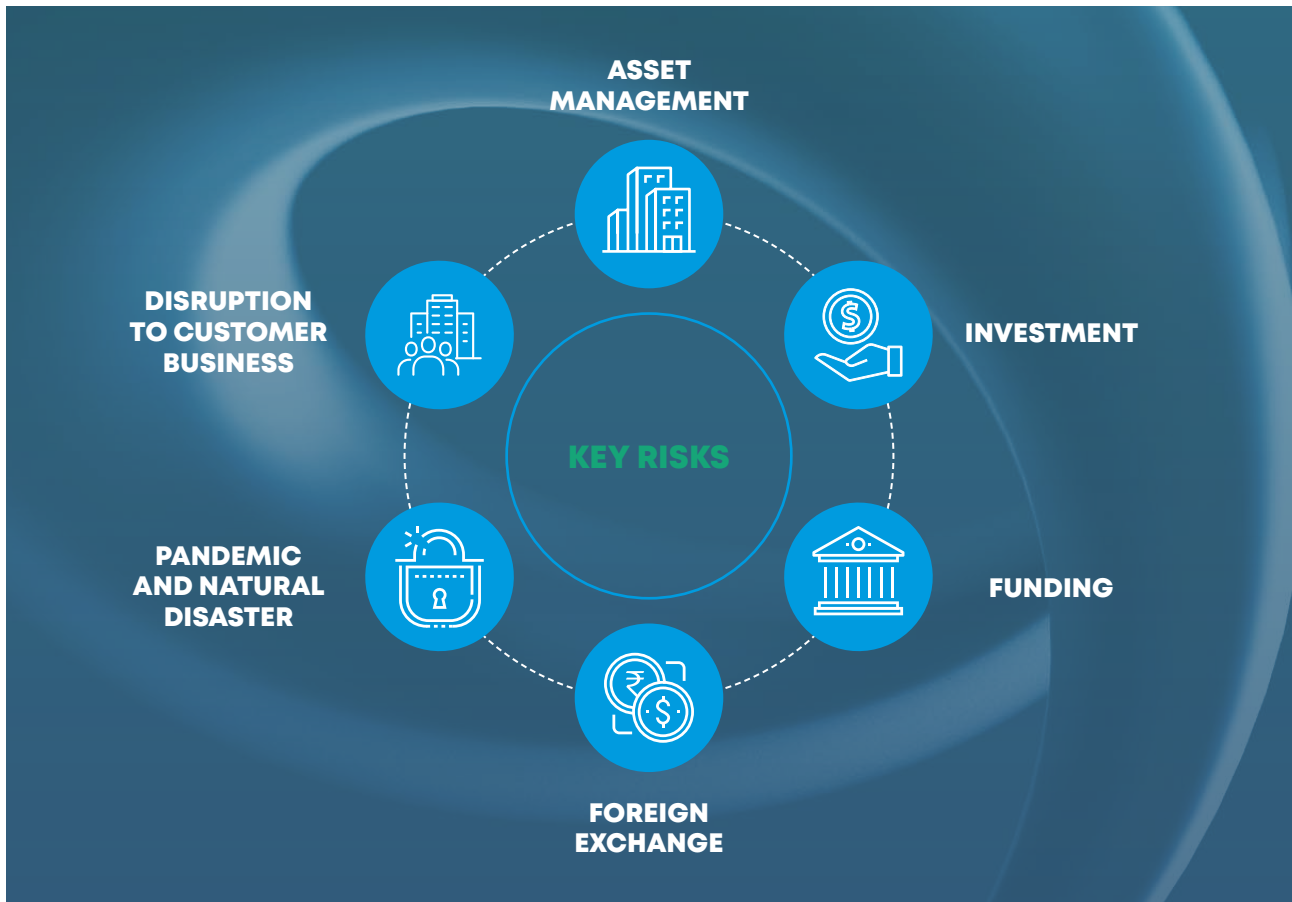 ASSET
MANAGEMENT
INVESTMENT
FUNDING
FOREIGN
EXCHANGE
PANDEMIC
AND NATURAL
DISASTER
DISRUPTION
TO CUSTOMER
BUSINESS
KEY RISKS
$
₹
$